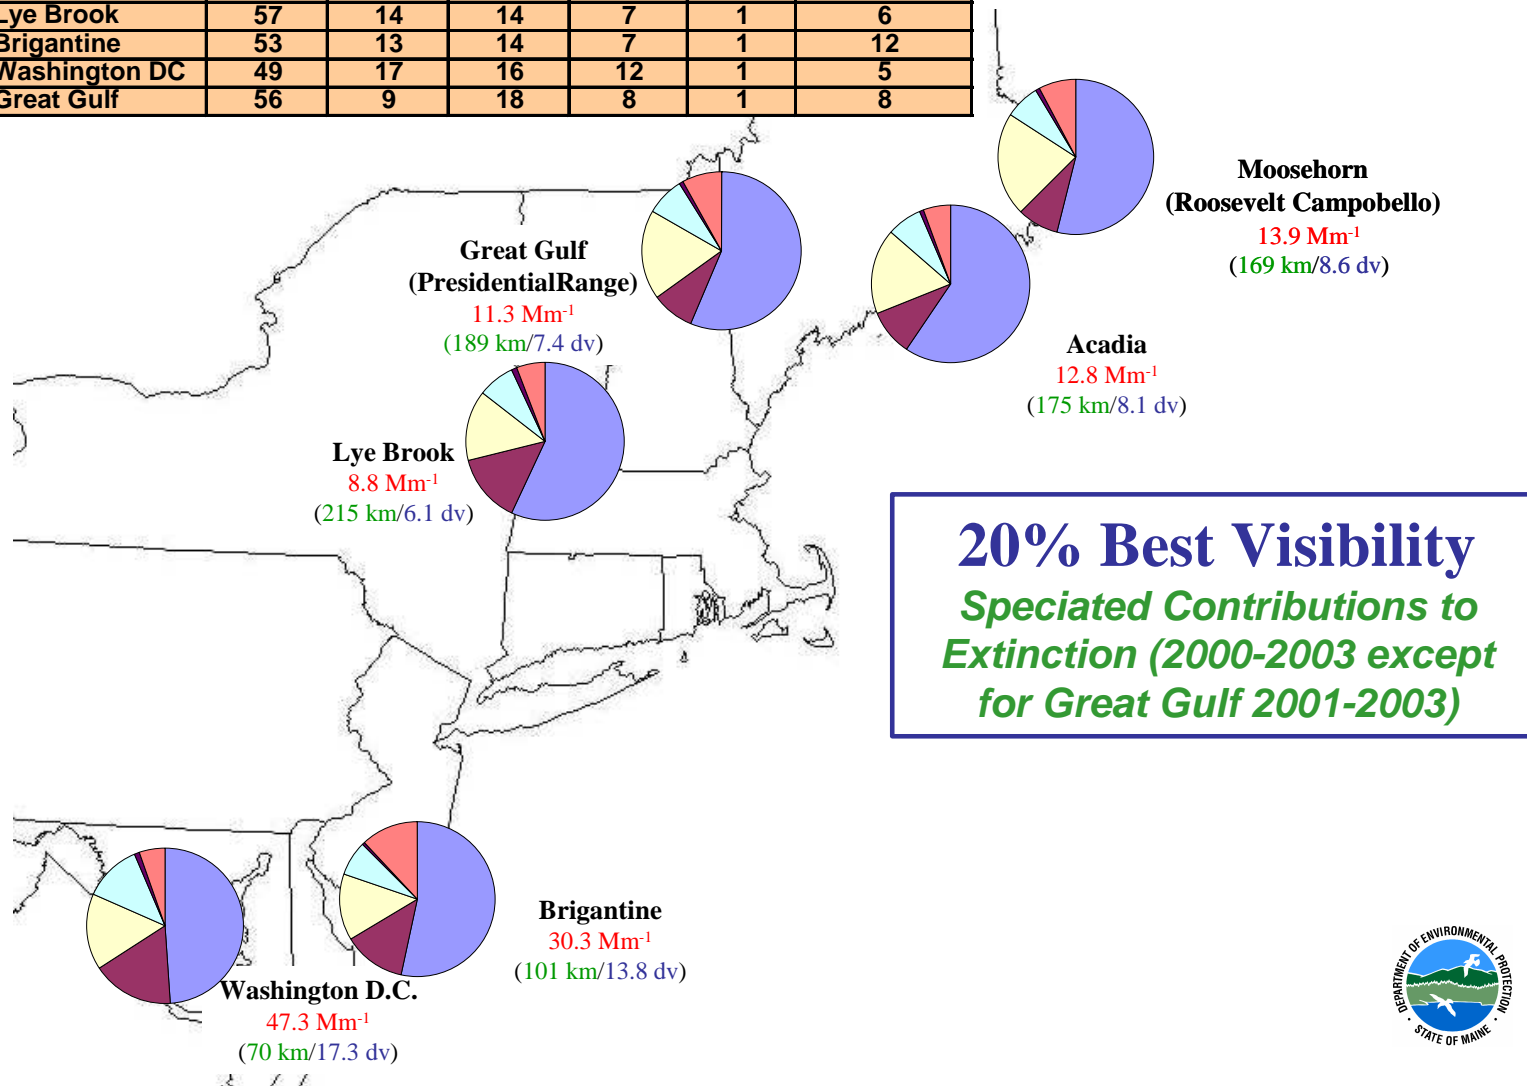 Lye Brook 57 14 14 7 1 6
Brigantine 53 13 14 7 1 12
Washington DC 49 17 16 12 1 5
Great Gulf 56 9 18 8 1 8
Moosehorn
(Roosevelt Campobello)
13.9 Mm-1
(169 km/8.6 dv)
Great Gulf
(PresidentialRange)
11.3 Mm-1
(189 km/7.4 dv)
Acadia
12.8 Mm-1
(175 km/8.1 dv)
Lye Brook
8.8 Mm-1
(215 km/6.1 dv)
20% Best Visibility
Speciated Contributions to
Extinction (2000-2003 except
for Great Gulf 2001-2003)
Brigantine
30.3 Mm-1
(101 km/13.8 dv)
Washington D.C.
47.3 Mm-1
(70 km/17.3 dv)
DEPARTMENT OF ENVIRONMENTAL PROTECTION
STATE OF MAINE